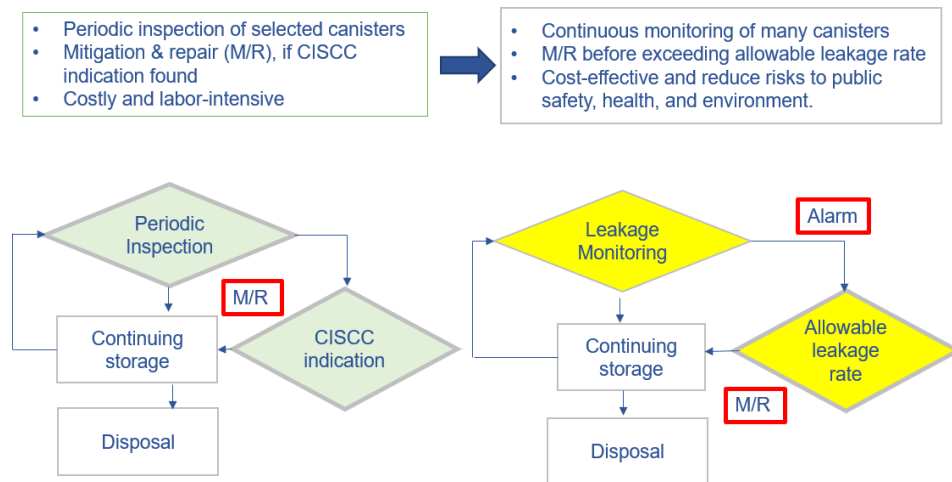 • Periodic inspection of selected canisters
• Mitigation & repair (M/R), if CISCC
indication found
• Costly and labor-intensive
• Continuous monitoring of many canisters
• M/R before exceeding allowable leakage rate
• Cost-effective and reduce risks to public
safety, health, and environment.
Periodic
Inspection
M/R
Continuing
storage
CISCC
indication
Disposal
Leakage
Monitoring
Alarm
Continuing
storage
Allowable
leakage
rate
M/R
Disposal